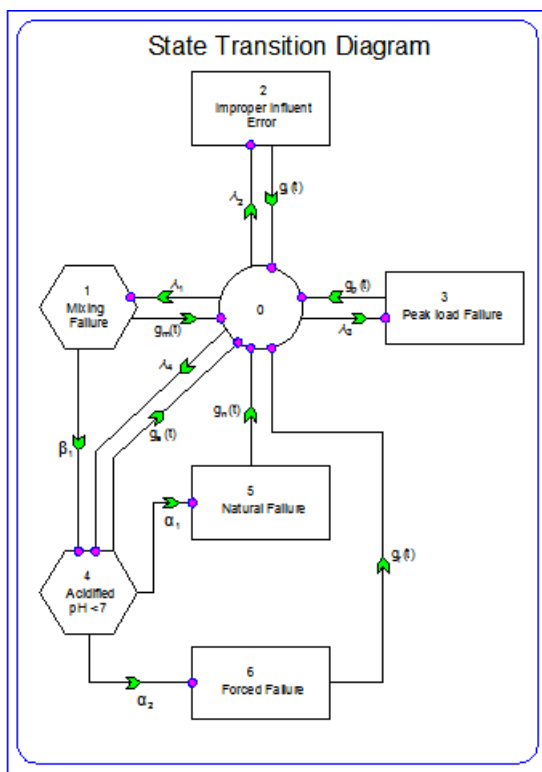 State Transition Diagram
2
Improper Influent
Error
λ₂
gᵢ(t)
1
Mixing
Failure
λ₁
gₘ(t)
0
gₚ(t)
λ₃
3
Peak load Failure
λ₄
gₐ(t)
gₙ(t)
β₁
5
Natural Failure
α₁
4
Acidified
pH <7
6
Forced Failure
α₂